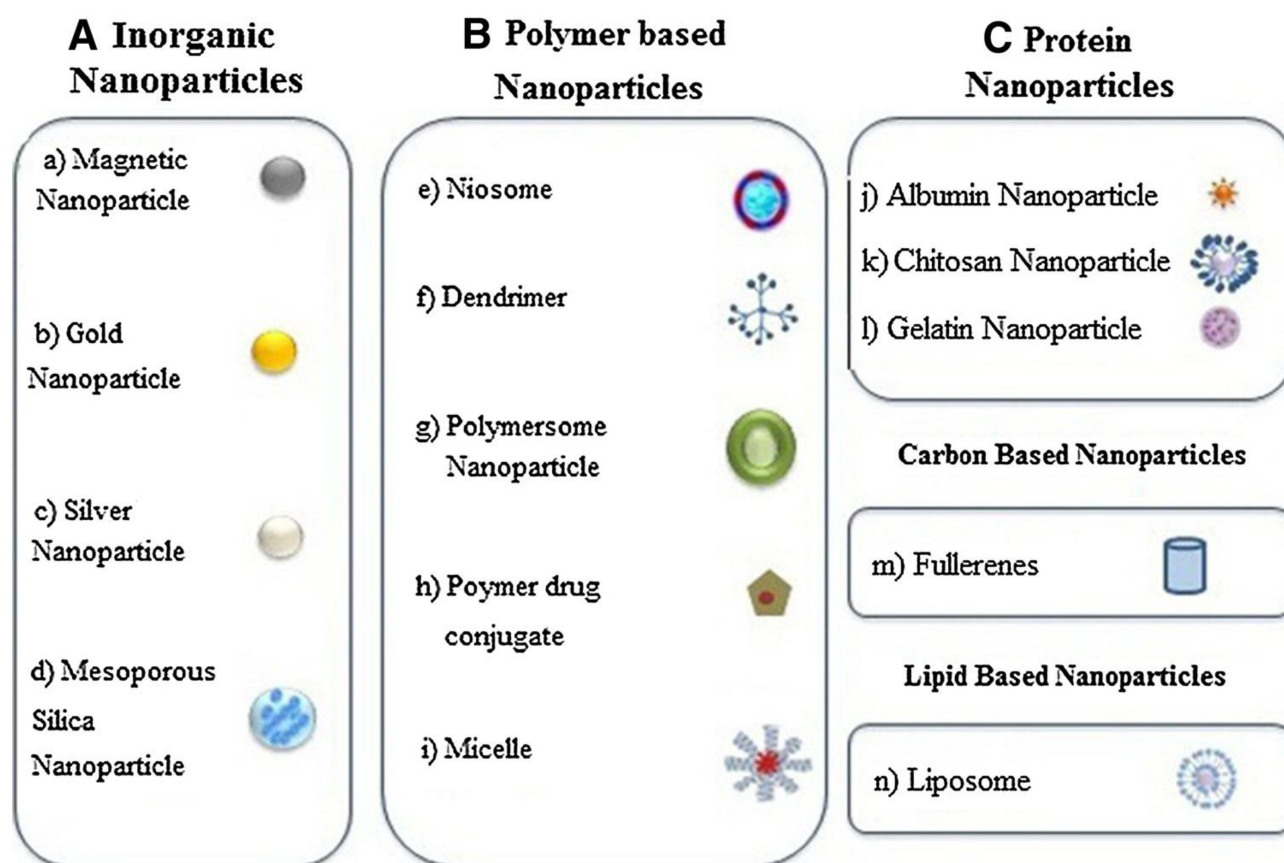 A Inorganic
Nanoparticles
a) Magnetic
Nanoparticle
b) Gold
Nanoparticle
c) Silver
Nanoparticle
d) Mesoporous
Silica
Nanoparticle
B Polymer based
Nanoparticles
e) Niosome
f) Dendrimer
g) Polymersome
Nanoparticle
h) Poymer drug
conjugate
i) Micelle
C Protein
Nanoparticles
j) Albumin Nanoparticle
k) Chitosan Nanoparticle
l) Gelatin Nanoparticle
Carbon Based Nanoparticles
m) Fullerenes
Lipid Based Nanoparticles
n) Liposome